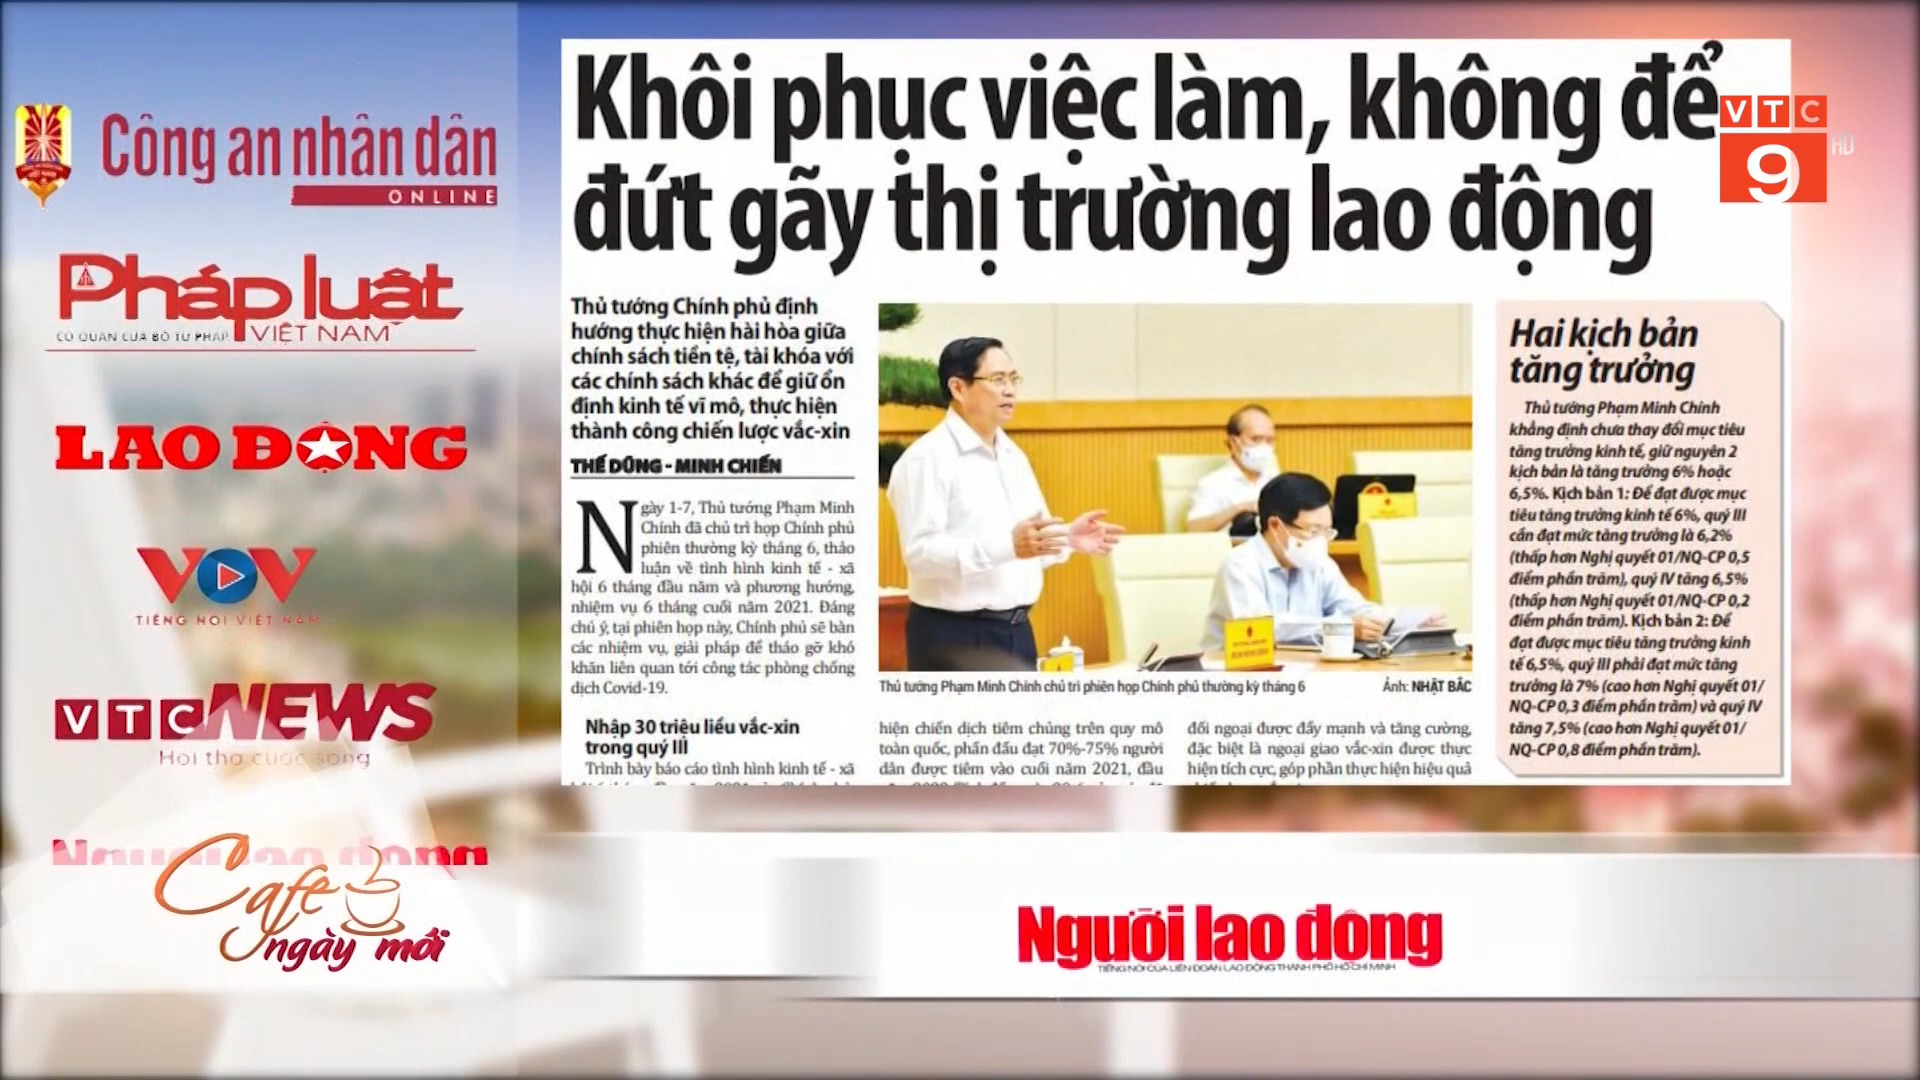 Công an nhân dân
ONLINE
Pháp luật
CƠ QUAN CỦA BỘ TƯ PHÁP VIỆT NAM
LAO ĐỘNG
VOV
TIẾNG NÓI VIỆT NAM
VTC NEWS
Hơi thở cuộc sống
Người lao động
Cafe
ngày mới
Khôi phục việc làm, không để
đứt gãy thị trường lao động
VTC
9
HD
Thủ tướng Chính phủ định
hướng thực hiện hài hòa giữa
chính sách tiền tệ, tài khóa với
các chính sách khác để giữ ổn
định kinh tế vĩ mô, thực hiện
thành công chiến lược vắc-xin
THẾ DŨNG - MINH CHIẾN
Ngày 1-7, Thủ tướng Phạm Minh
Chính đã chủ trì họp Chính phủ
phiên thường kỳ tháng 6, thảo
luận về tình hình kinh tế - xã
hội 6 tháng đầu năm và phương hướng,
nhiệm vụ 6 tháng cuối năm 2021. Đáng
chú ý, tại phiên họp này, Chính phủ sẽ bàn
các nhiệm vụ, giải pháp để tháo gỡ khó
khăn liên quan tới công tác phòng chống
dịch Covid-19.
Nhập 30 triệu liều vắc-xin
trong quý III
Trình bày báo cáo tình hình kinh tế - xã
Thủ tướng Phạm Minh Chính chủ trì phiên họp Chính phủ thường kỳ tháng 6 Ảnh: NHẬT BẮC
hiện chiến dịch tiêm chủng trên quy mô
toàn quốc, phấn đấu đạt 70%-75% người
dân được tiêm vào cuối năm 2021, đầu
đối ngoại được đẩy mạnh và tăng cường,
đặc biệt là ngoại giao vắc-xin được thực
hiện tích cực, góp phần thực hiện hiệu quả
Hai kịch bản
tăng trưởng
Thủ tướng Phạm Minh Chính
khẳng định chưa thay đổi mục tiêu
tăng trưởng kinh tế, giữ nguyên 2
kịch bản là tăng trưởng 6% hoặc
6,5%. Kịch bản 1: Để đạt được mục
tiêu tăng trưởng kinh tế 6%, quý III
cần đạt mức tăng trưởng là 6,2%
(thấp hơn Nghị quyết 01/NQ-CP 0,5
điểm phần trăm), quý IV tăng 6,5%
(thấp hơn Nghị quyết 01/NQ-CP 0,2
điểm phần trăm). Kịch bản 2: Để
đạt được mục tiêu tăng trưởng kinh
tế 6,5%, quý III phải đạt mức tăng
trưởng là 7% (cao hơn Nghị quyết 01/
NQ-CP 0,3 điểm phần trăm) và quý IV
tăng 7,5% (cao hơn Nghị quyết 01/
NQ-CP 0,8 điểm phần trăm).
Người lao động
TIẾNG NÓI CỦA LIÊN ĐOÀN LAO ĐỘNG THÀNH PHỐ HỒ CHÍ MINH